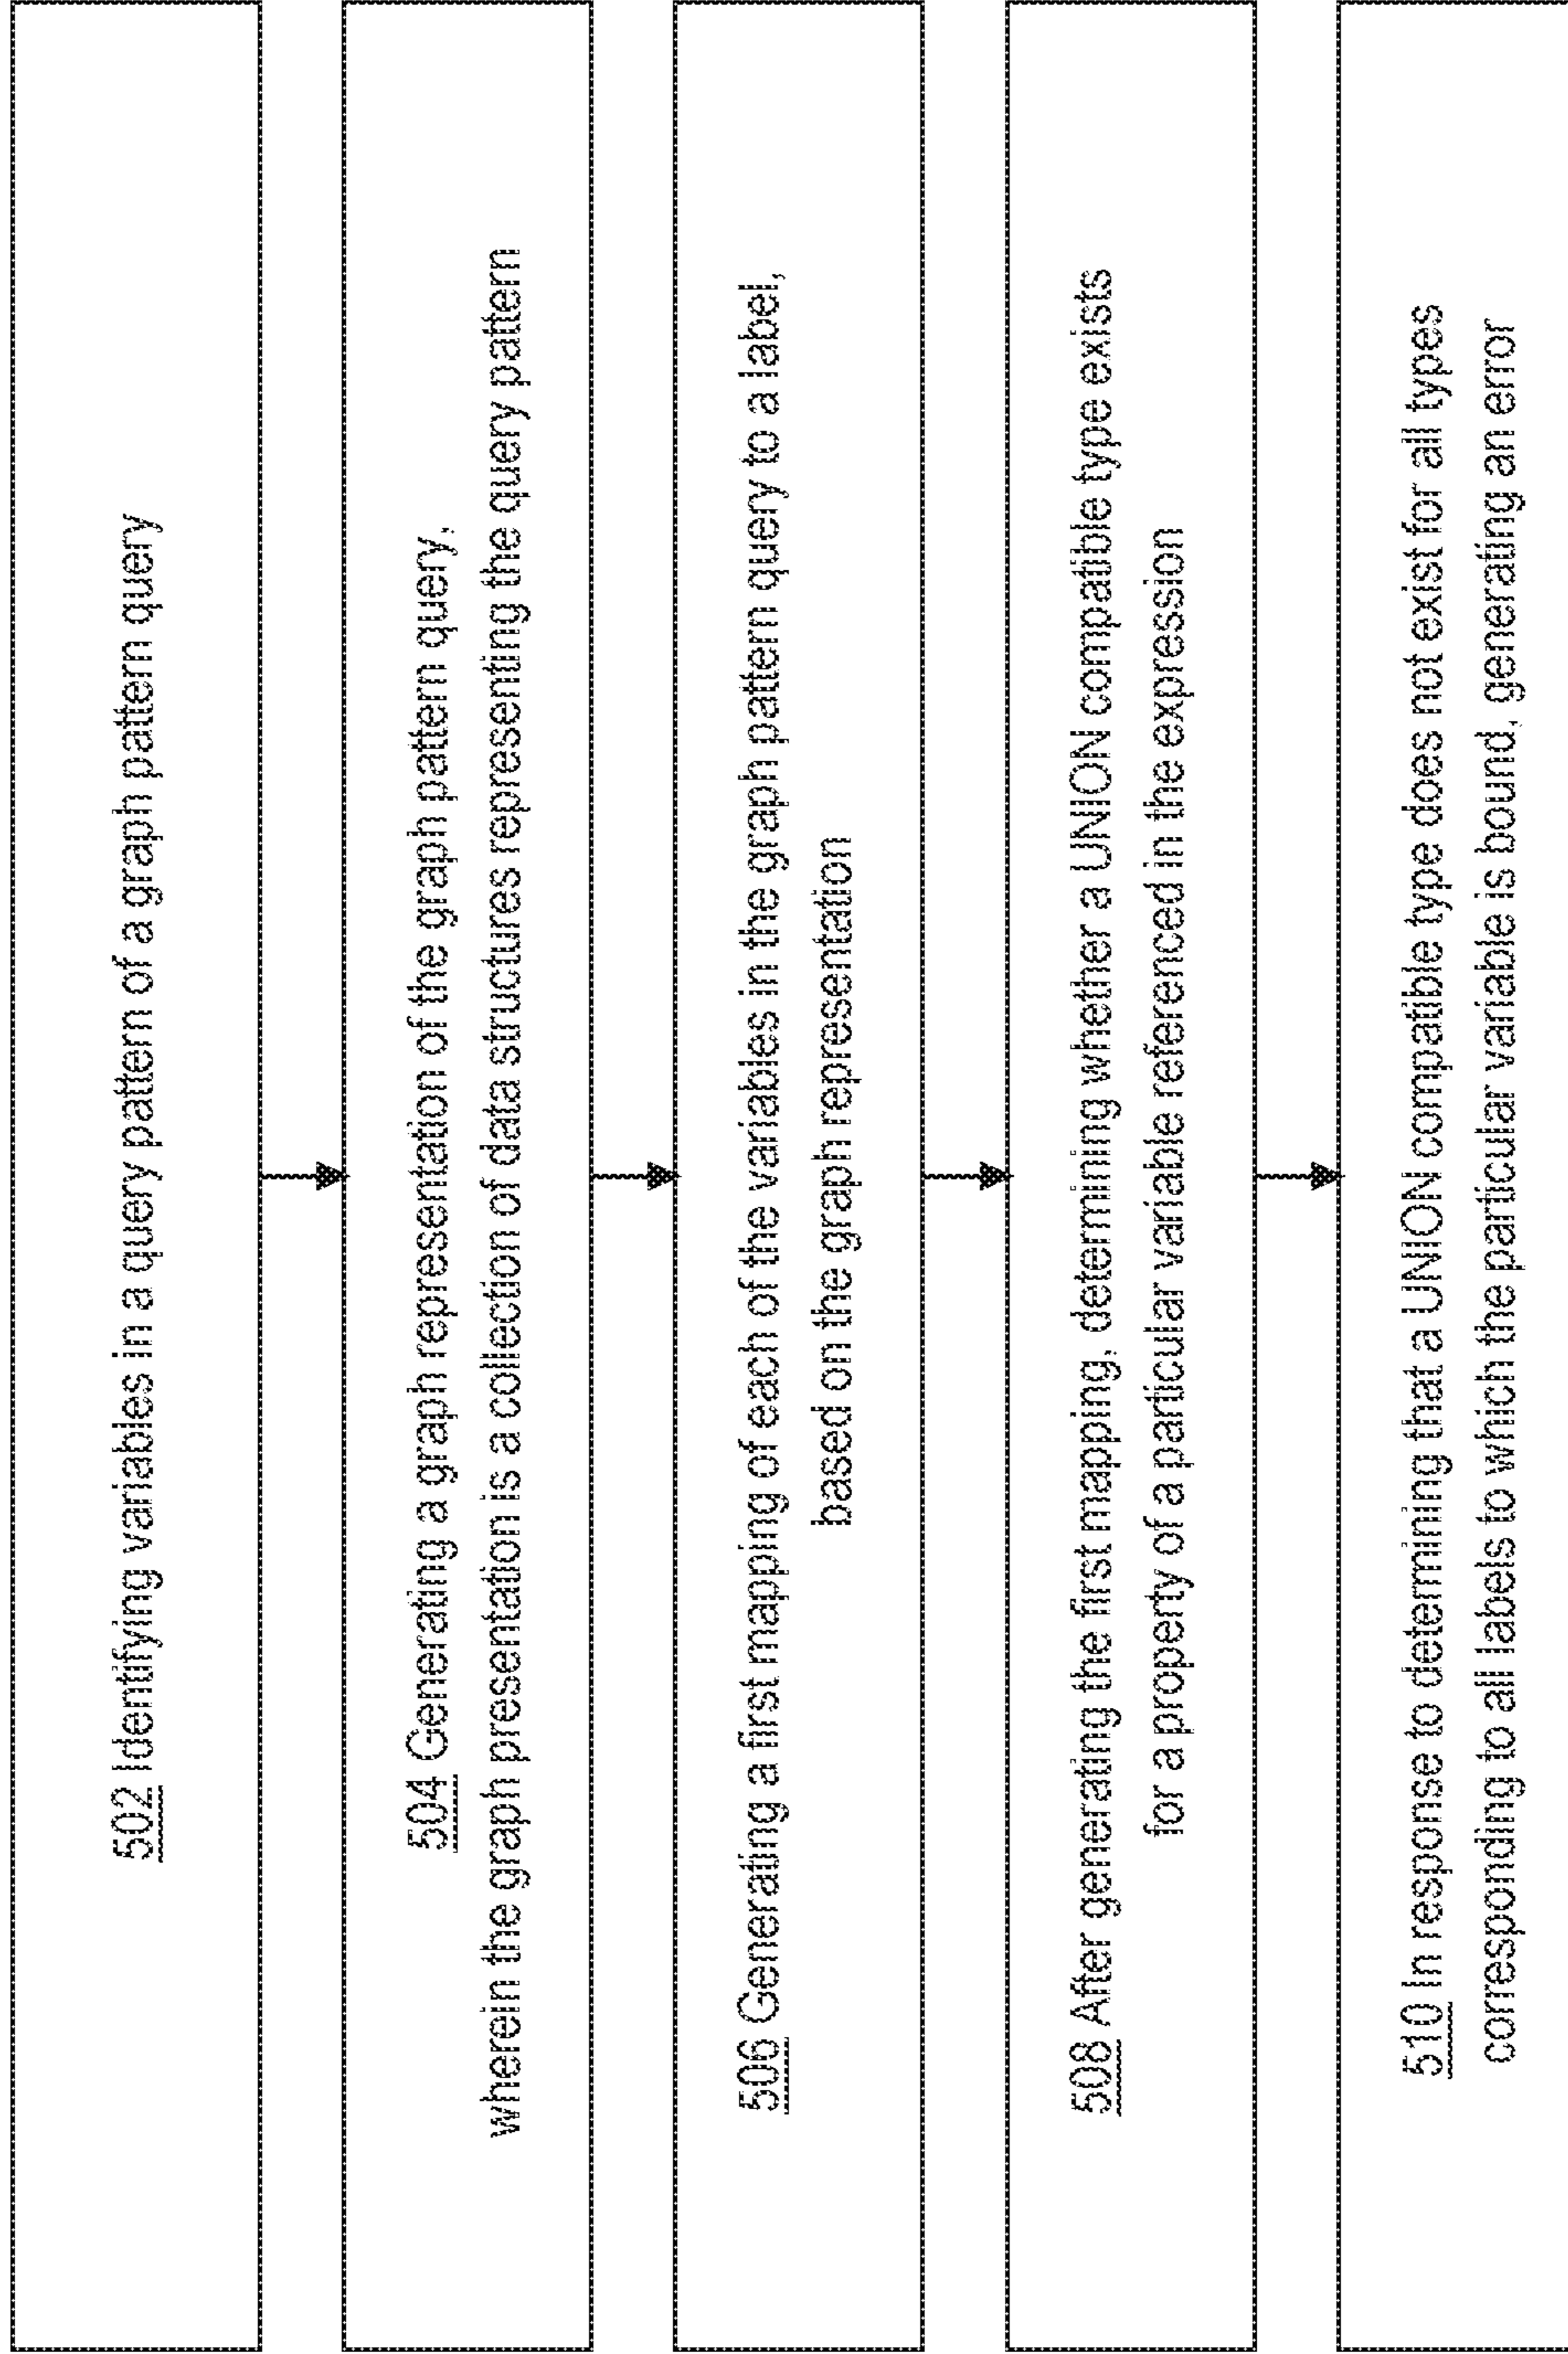 502 Identifying variables in a query pattern of a graph pattern query
504 Generating a graph representation of the graph pattern query,
wherein the graph presentation is a collection of data structures representing the query pattern
506 Generating a first mapping of each of the variables in the graph pattern query to a label,
based on the graph representation
508 After generating the first mapping, determining whether a UNION compatible type exists
for a property of a particular variable referenced in the expression
510 In response to determining that a UNION compatible type does not exist for all types
corresponding to all labels to which the particular variable is bound, generating an error